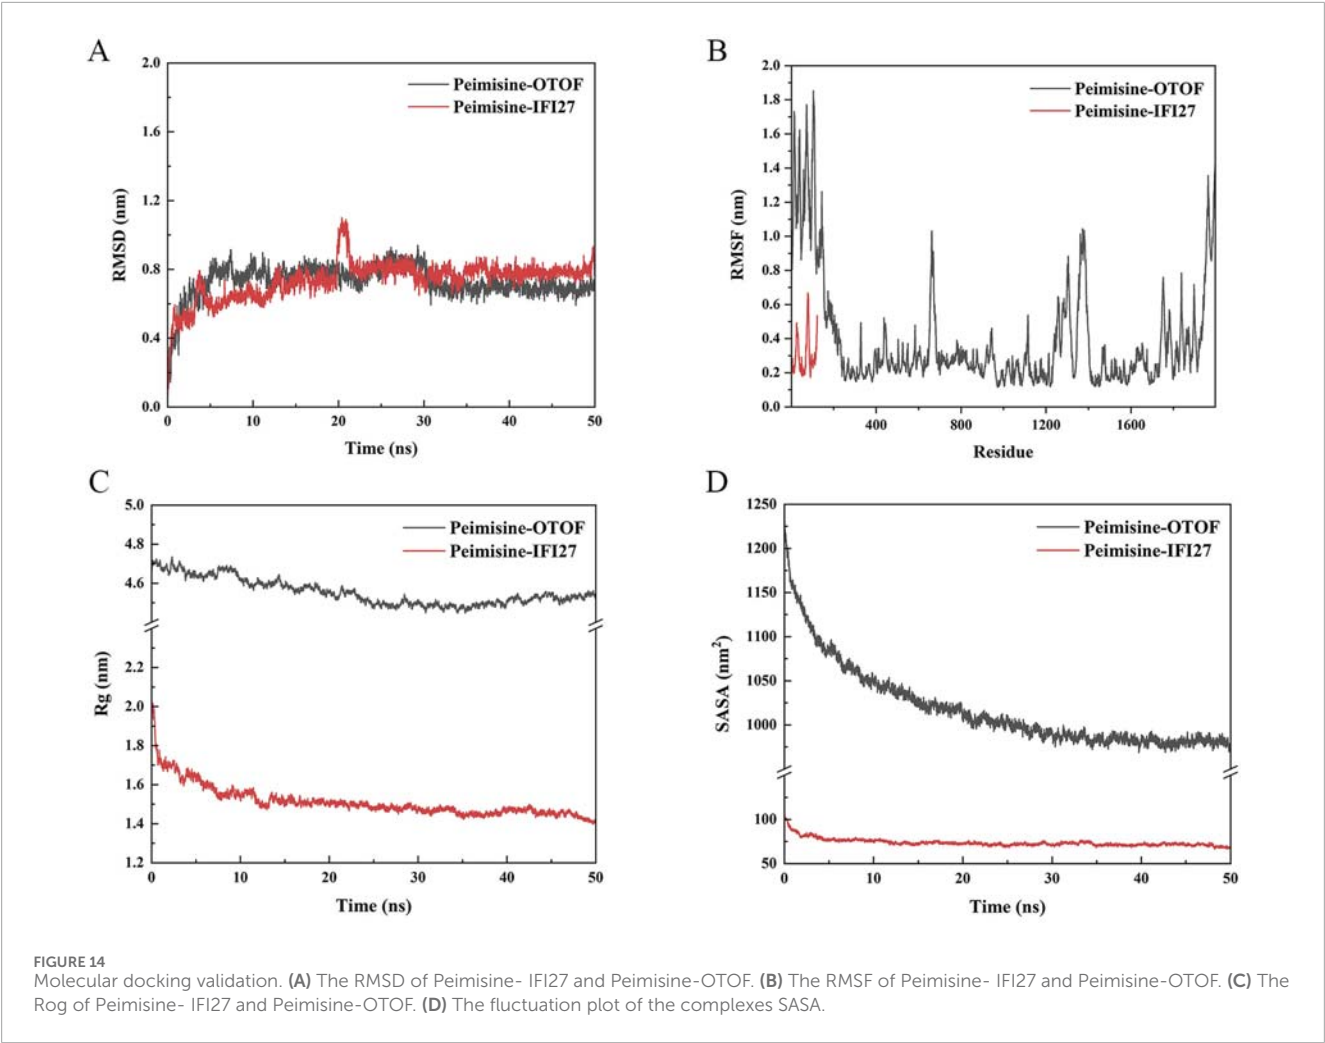 A
2.0
1.6
1.2
0.8
0.4
0.0
RMSD (nm)
Peimisine-OTOF
Peimisine-IFI27
0 10 20 30 40 50
Time (ns)
B
2.0
1.8
1.6
1.4
1.2
1.0
0.8
0.6
0.4
0.2
0.0
RMSF (nm)
Peimisine-OTOF
Peimisine-IFI27
400 800 1200 1600
Residue
C
5.0
4.8
4.6
2.2
2.0
1.8
1.6
1.4
1.2
Rg (nm)
Peimisine-OTOF
Peimisine-IFI27
0 10 20 30 40 50
Time (ns)
D
1250
1200
1150
1100
1050
1000
100
50
SASA (nm²)
Peimisine-OTOF
Peimisine-IFI27
0 10 20 30 40 50
Time (ns)
FIGURE 14
Molecular docking validation. (A) The RMSD of Peimisine- IFI27 and Peimisine-OTOF. (B) The RMSF of Peimisine- IFI27 and Peimisine-OTOF. (C) The
Rog of Peimisine- IFI27 and Peimisine-OTOF. (D) The fluctuation plot of the complexes SASA.